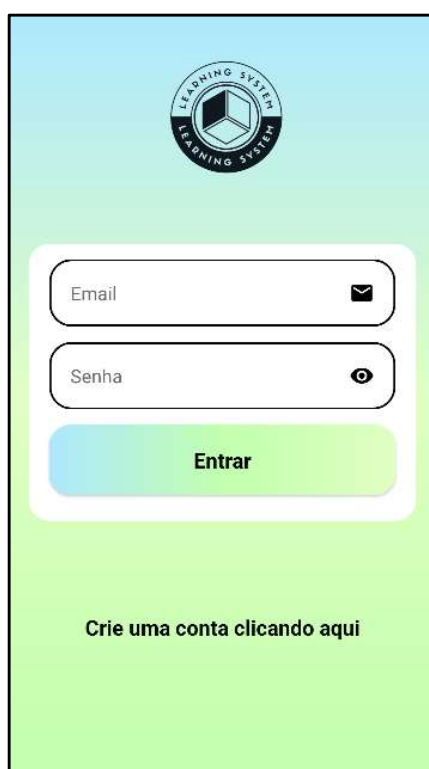 LEARNING SYSTEM
LEARNING SYSTEM
Email
Senha
Entrar
Crie uma conta clicando aqui